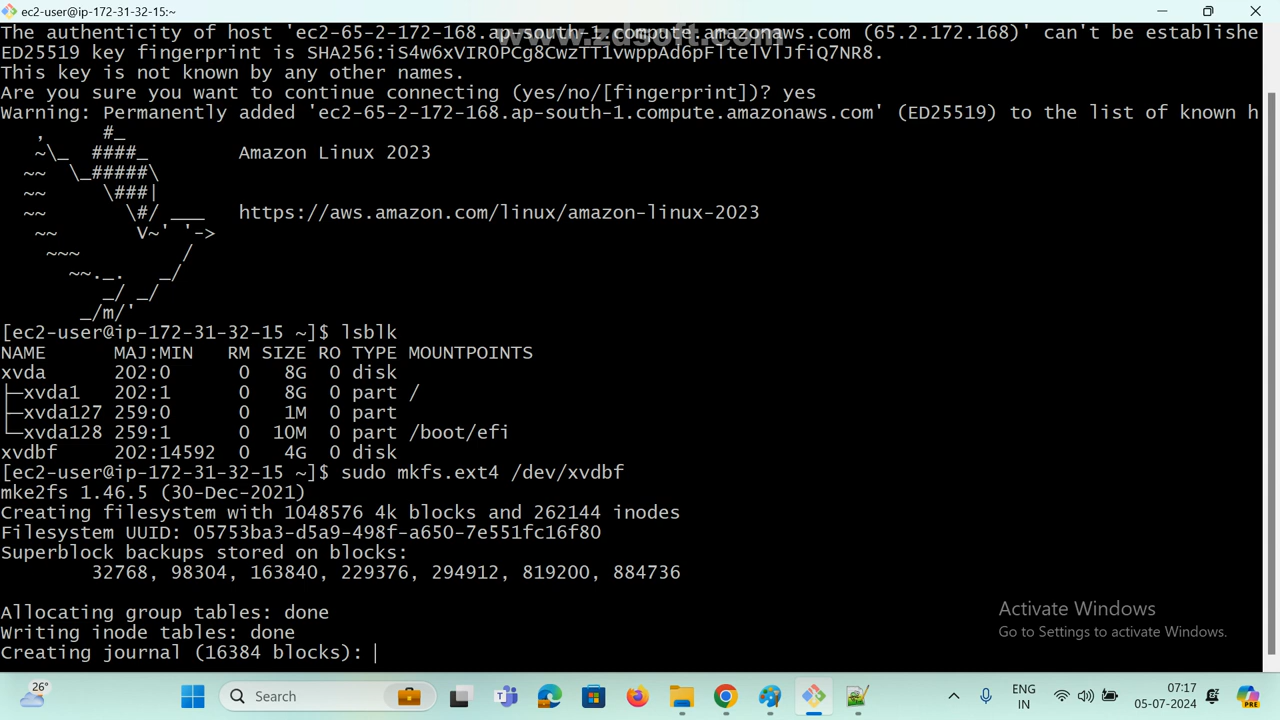 ec2-user@ip-172-31-32-15:~
The authenticity of host 'ec2-65-2-172-168.ap-south-1.compute.amazonaws.com (65.2.172.168)' can't be establishe
www.zdsoft.com
ED25519 key fingerprint is
This key is not known by any other names.
Are you sure you want to continue connecting (yes/no/[fingerprint])? yes
Warning: Permanently added 'ec2-65-2-172-168.ap-south-1.compute.amazonaws.com' (ED25519) to the list of known h
   ,     #_
   ~\_  ####_        Amazon Linux 2023
  ~~  \_#####\
  ~~     \###|
  ~~       \#/ ___   https://aws.amazon.com/linux/amazon-linux-2023
   ~~       V~' '->
    ~~~         /
      ~~._.   _/
         _/ _/
       _/m/'
[ec2-user@ip-172-31-32-15 ~]$ lsblk
NAME      MAJ:MIN   RM SIZE RO TYPE MOUNTPOINTS
xvda      202:0      0   8G  0 disk
├─xvda1   202:1      0   8G  0 part /
├─xvda127 259:0      0   1M  0 part
└─xvda128 259:1      0  10M  0 part /boot/efi
xvdbf     202:14592  0   4G  0 disk
[ec2-user@ip-172-31-32-15 ~]$ sudo mkfs.ext4 /dev/xvdbf
mke2fs 1.46.5 (30-Dec-2021)
Creating filesystem with 1048576 4k blocks and 262144 inodes
Filesystem UUID: 05753ba3-d5a9-498f-a650-7e551fc16f80
Superblock backups stored on blocks:
        32768, 98304, 163840, 229376, 294912, 819200, 884736
Allocating group tables: done
Writing inode tables: done
Creating journal (16384 blocks):
Activate Windows
Go to Settings to activate Windows.
26°
Search
ENG
IN
07:17
05-07-2024
PRE